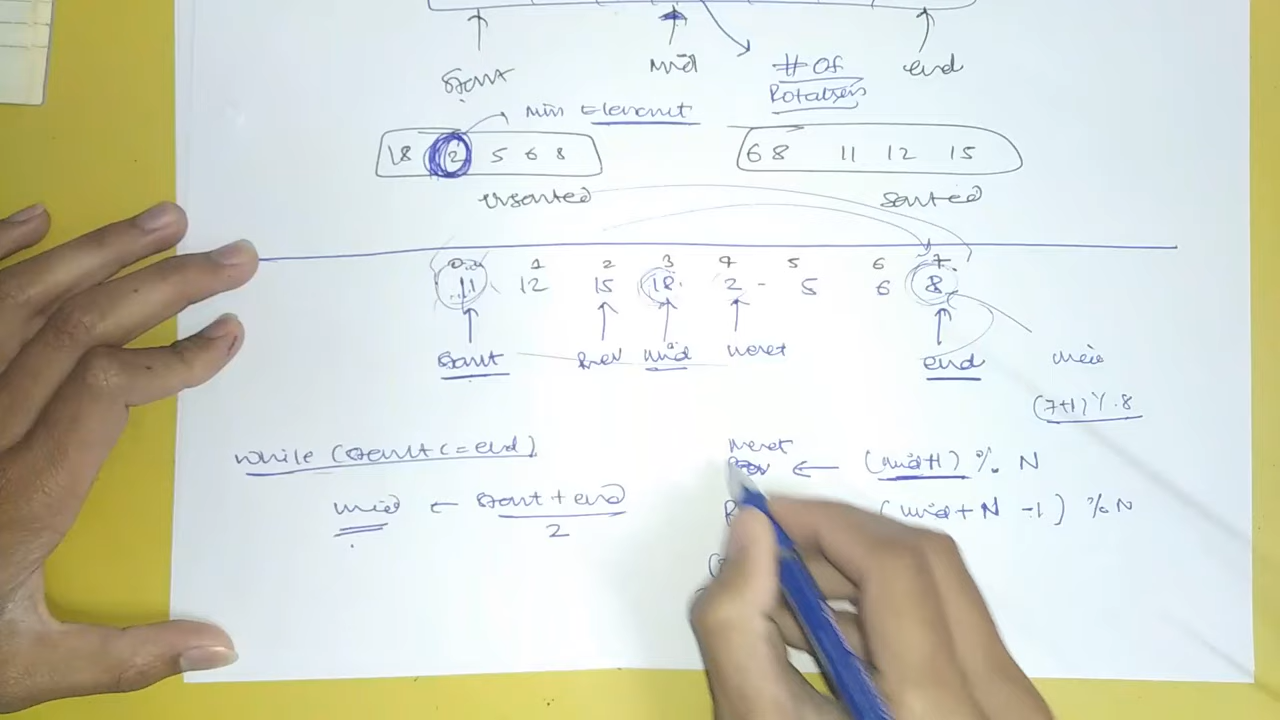 start mid # Of end
Rotations
Min Element
18 2 5 6 8 6 8 11 12 15
unsorted sorted
0 1 2 3 4 5 6 7
11 12 15 18 2 5 6 8
start Prev mid next end mid
(7+1) % 8
while (start <= end) next
← (mid+1) % N
mid ← start + end (mid + N -1) % N
2